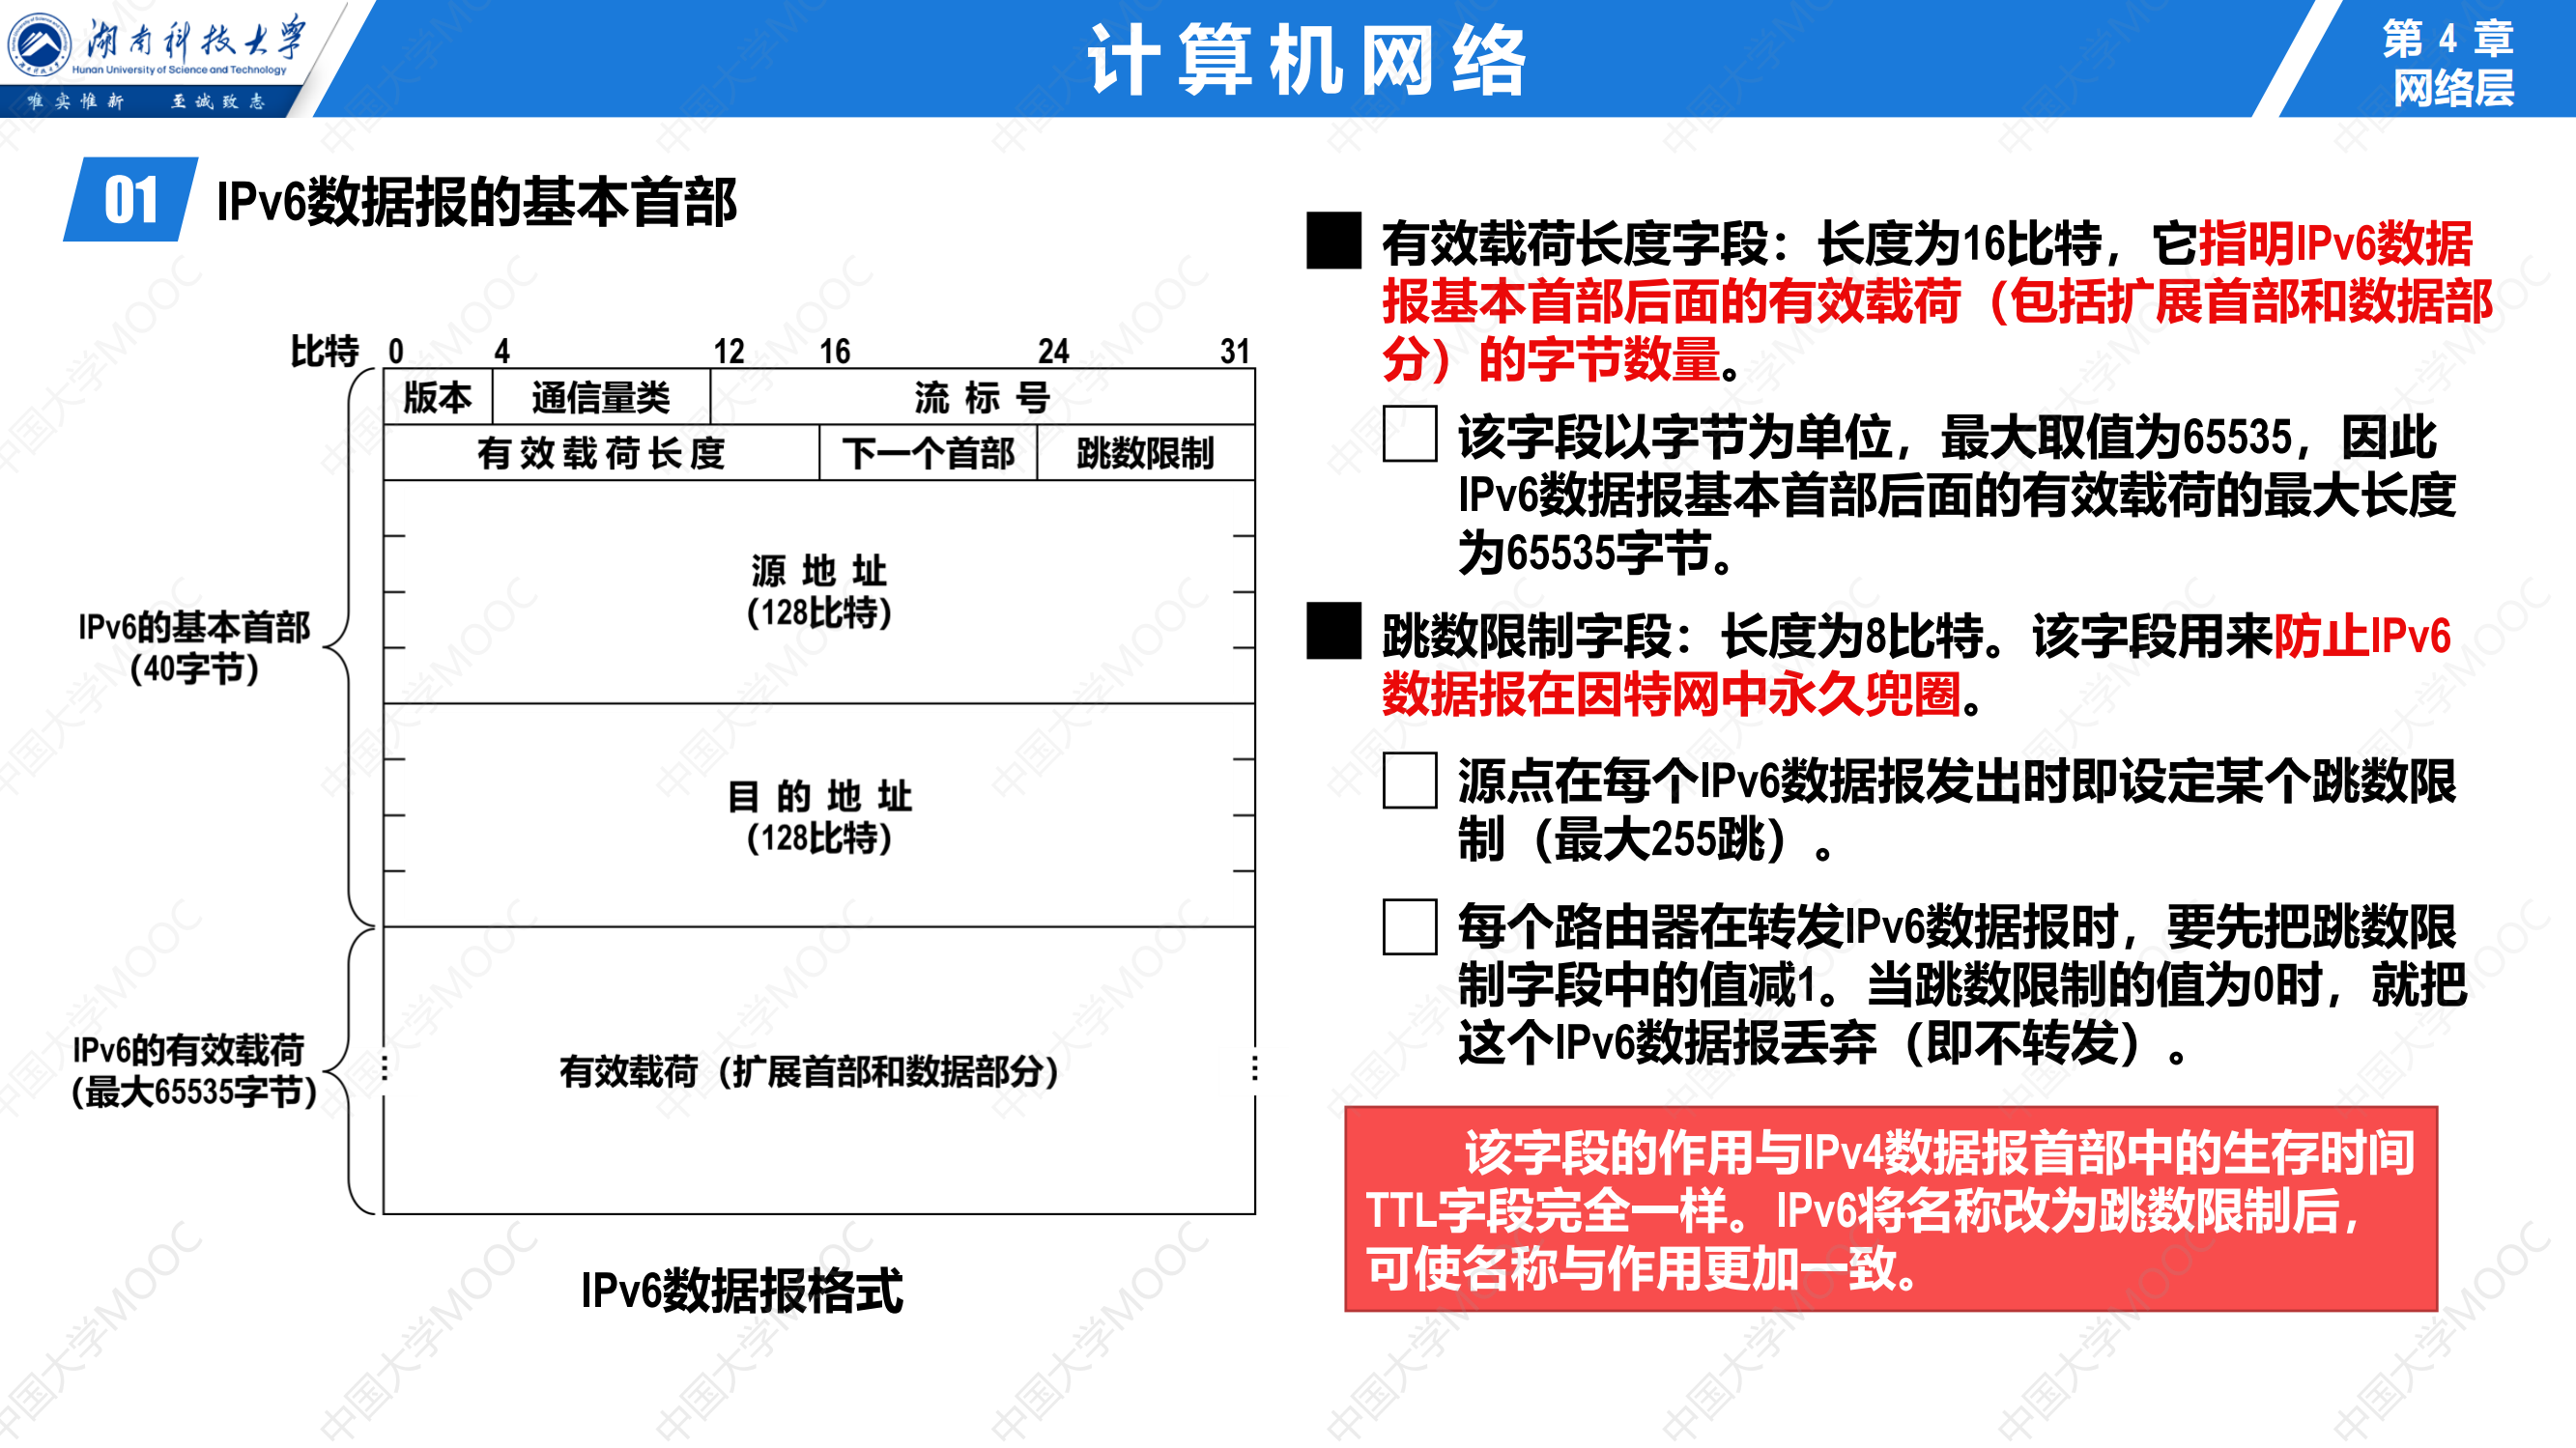 湖南科技大学
Hunan University of Science and Technology
唯实惟新 至诚致志
计算机网络
第 4 章
网络层
01 IPv6数据报的基本首部
比特 0 4 12 16 24 31
版本 通信量类 流 标 号
有 效 载 荷 长 度 下一个首部 跳数限制
源 地 址
（128比特）
目 的 地 址
（128比特）
IPv6的基本首部
（40字节）
IPv6的有效载荷
（最大65535字节）
有效载荷（扩展首部和数据部分）
IPv6数据报格式
有效载荷长度字段：长度为16比特，它指明IPv6数据
报基本首部后面的有效载荷（包括扩展首部和数据部
分）的字节数量。
该字段以字节为单位，最大取值为65535，因此
IPv6数据报基本首部后面的有效载荷的最大长度
为65535字节。
跳数限制字段：长度为8比特。该字段用来防止IPv6
数据报在因特网中永久兜圈。
源点在每个IPv6数据报发出时即设定某个跳数限
制（最大255跳）。
每个路由器在转发IPv6数据报时，要先把跳数限
制字段中的值减1。当跳数限制的值为0时，就把
这个IPv6数据报丢弃（即不转发）。
该字段的作用与IPv4数据报首部中的生存时间
TTL字段完全一样。IPv6将名称改为跳数限制后，
可使名称与作用更加一致。
中国大学MOOC